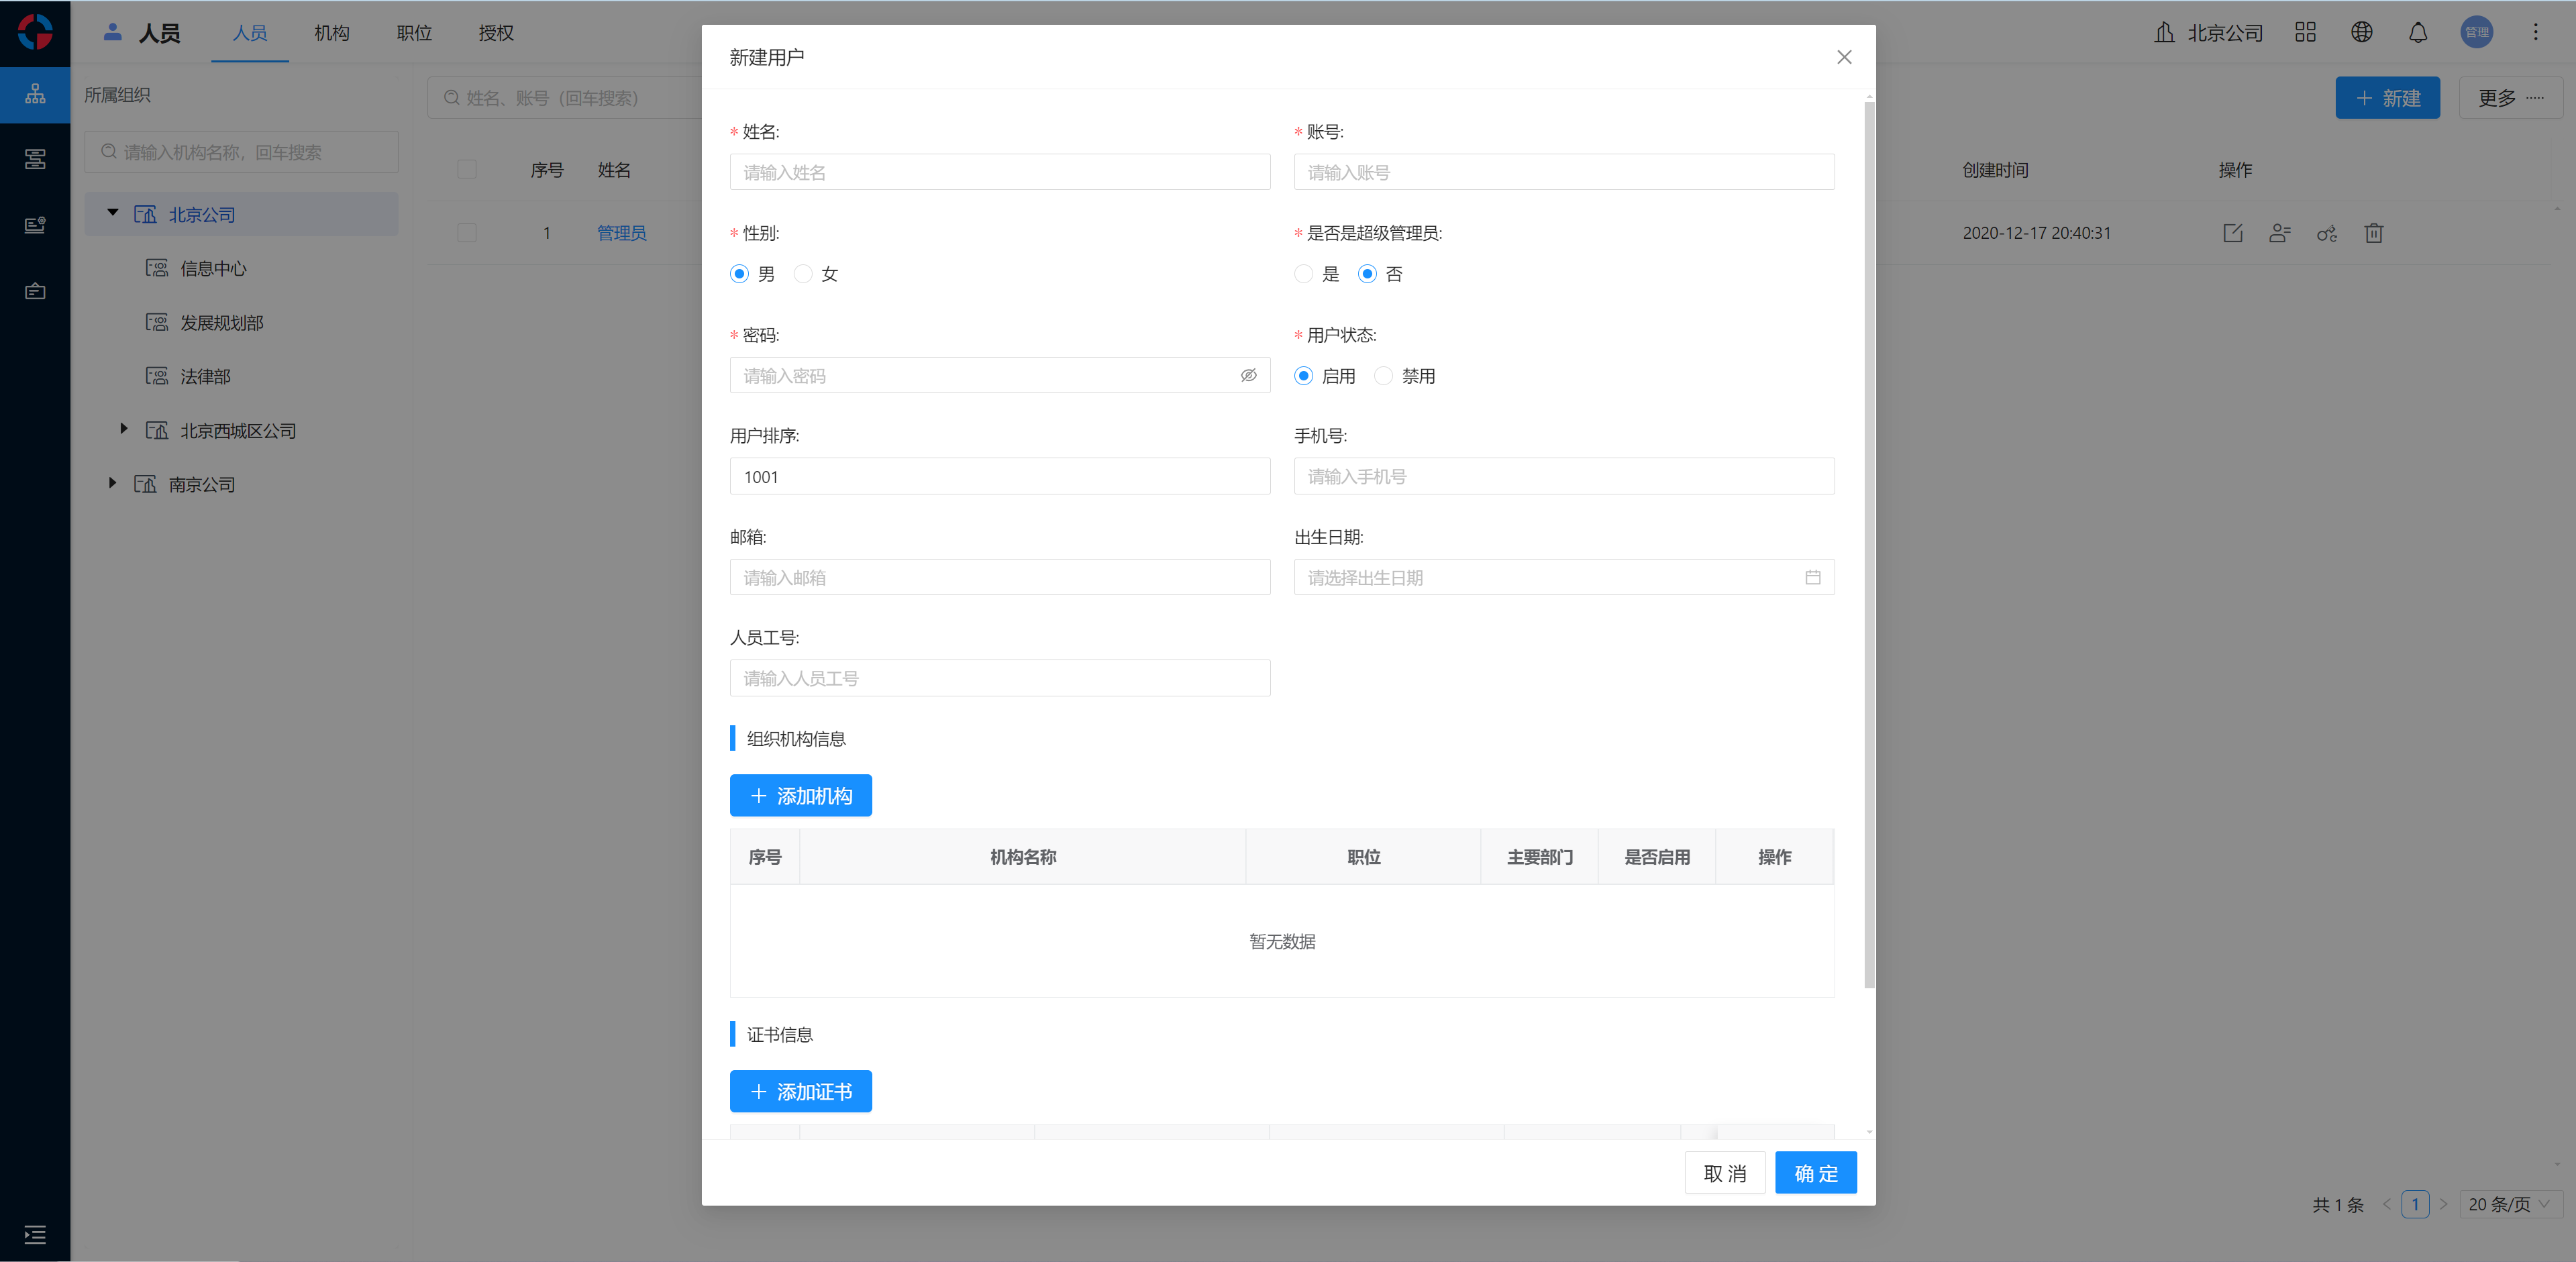 人员
人员 机构 职位 授权
北京公司
管理
所属组织
请输入机构名称，回车搜索
北京公司
信息中心
发展规划部
法律部
北京西城区公司
南京公司
姓名、账号（回车搜索）
新建
更多
序号 姓名 创建时间 操作
1 管理员 2020-12-17 20:40:31
新建用户
* 姓名:
请输入姓名
* 账号:
请输入账号
* 性别:
男 女
* 是否是超级管理员:
是 否
* 密码:
请输入密码
* 用户状态:
启用 禁用
用户排序:
1001
手机号:
请输入手机号
邮箱:
请输入邮箱
出生日期:
请选择出生日期
人员工号:
请输入人员工号
组织机构信息
添加机构
序号 机构名称 职位 主要部门 是否启用 操作
暂无数据
证书信息
添加证书
取消 确定
共 1 条 1 20 条/页